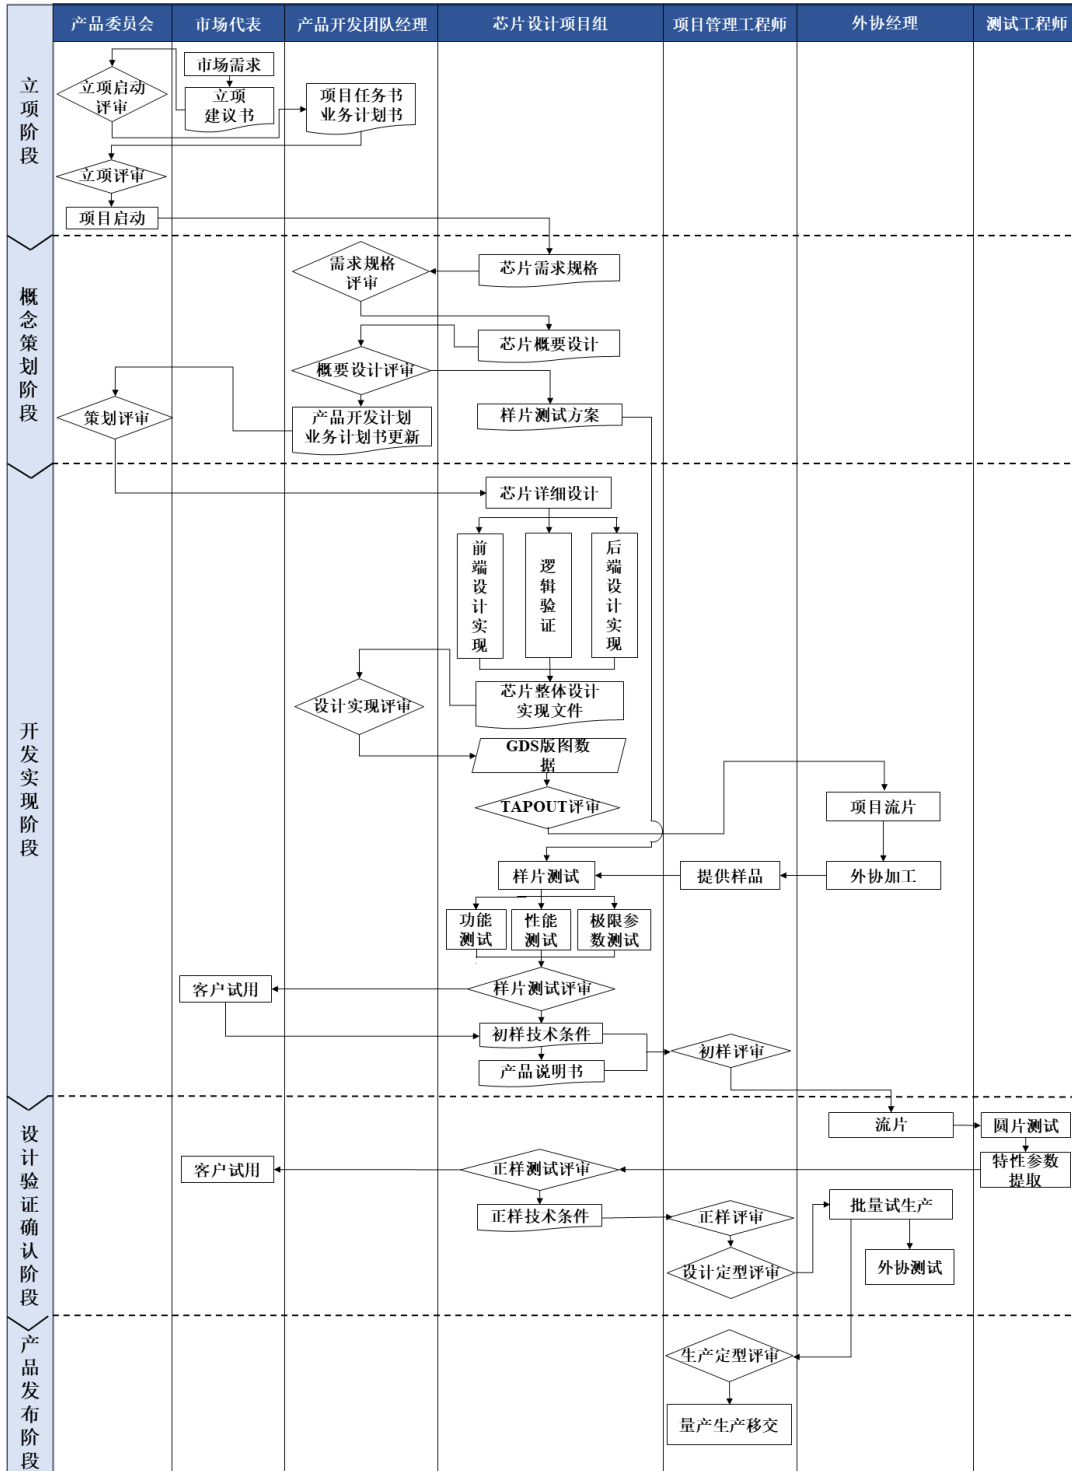 产品委员会
市场代表
产品开发团队经理
芯片设计项目组
项目管理工程师
外协经理
测试工程师
立项阶段
市场需求
立项启动
评审
立项
建议书
项目任务书
业务计划书
立项评审
项目启动
概念策划阶段
需求规格
评审
芯片需求规格
芯片概要设计
概要设计评审
策划评审
产品开发计划
业务计划书更新
样片测试方案
开发实现阶段
芯片详细设计
前端设计实现
逻辑验证
后端设计实现
设计实现评审
芯片整体设计
实现文件
GDS版图数
据
TAPOUT评审
项目流片
样片测试
提供样品
外协加工
功能
测试
性能
测试
极限参
数测试
客户试用
样片测试评审
初样技术条件
初样评审
产品说明书
设计验证确认阶段
流片
圆片测试
客户试用
正样测试评审
特性参数
提取
正样技术条件
正样评审
批量试生产
设计定型评审
外协测试
产品发布阶段
生产定型评审
量产生产移交